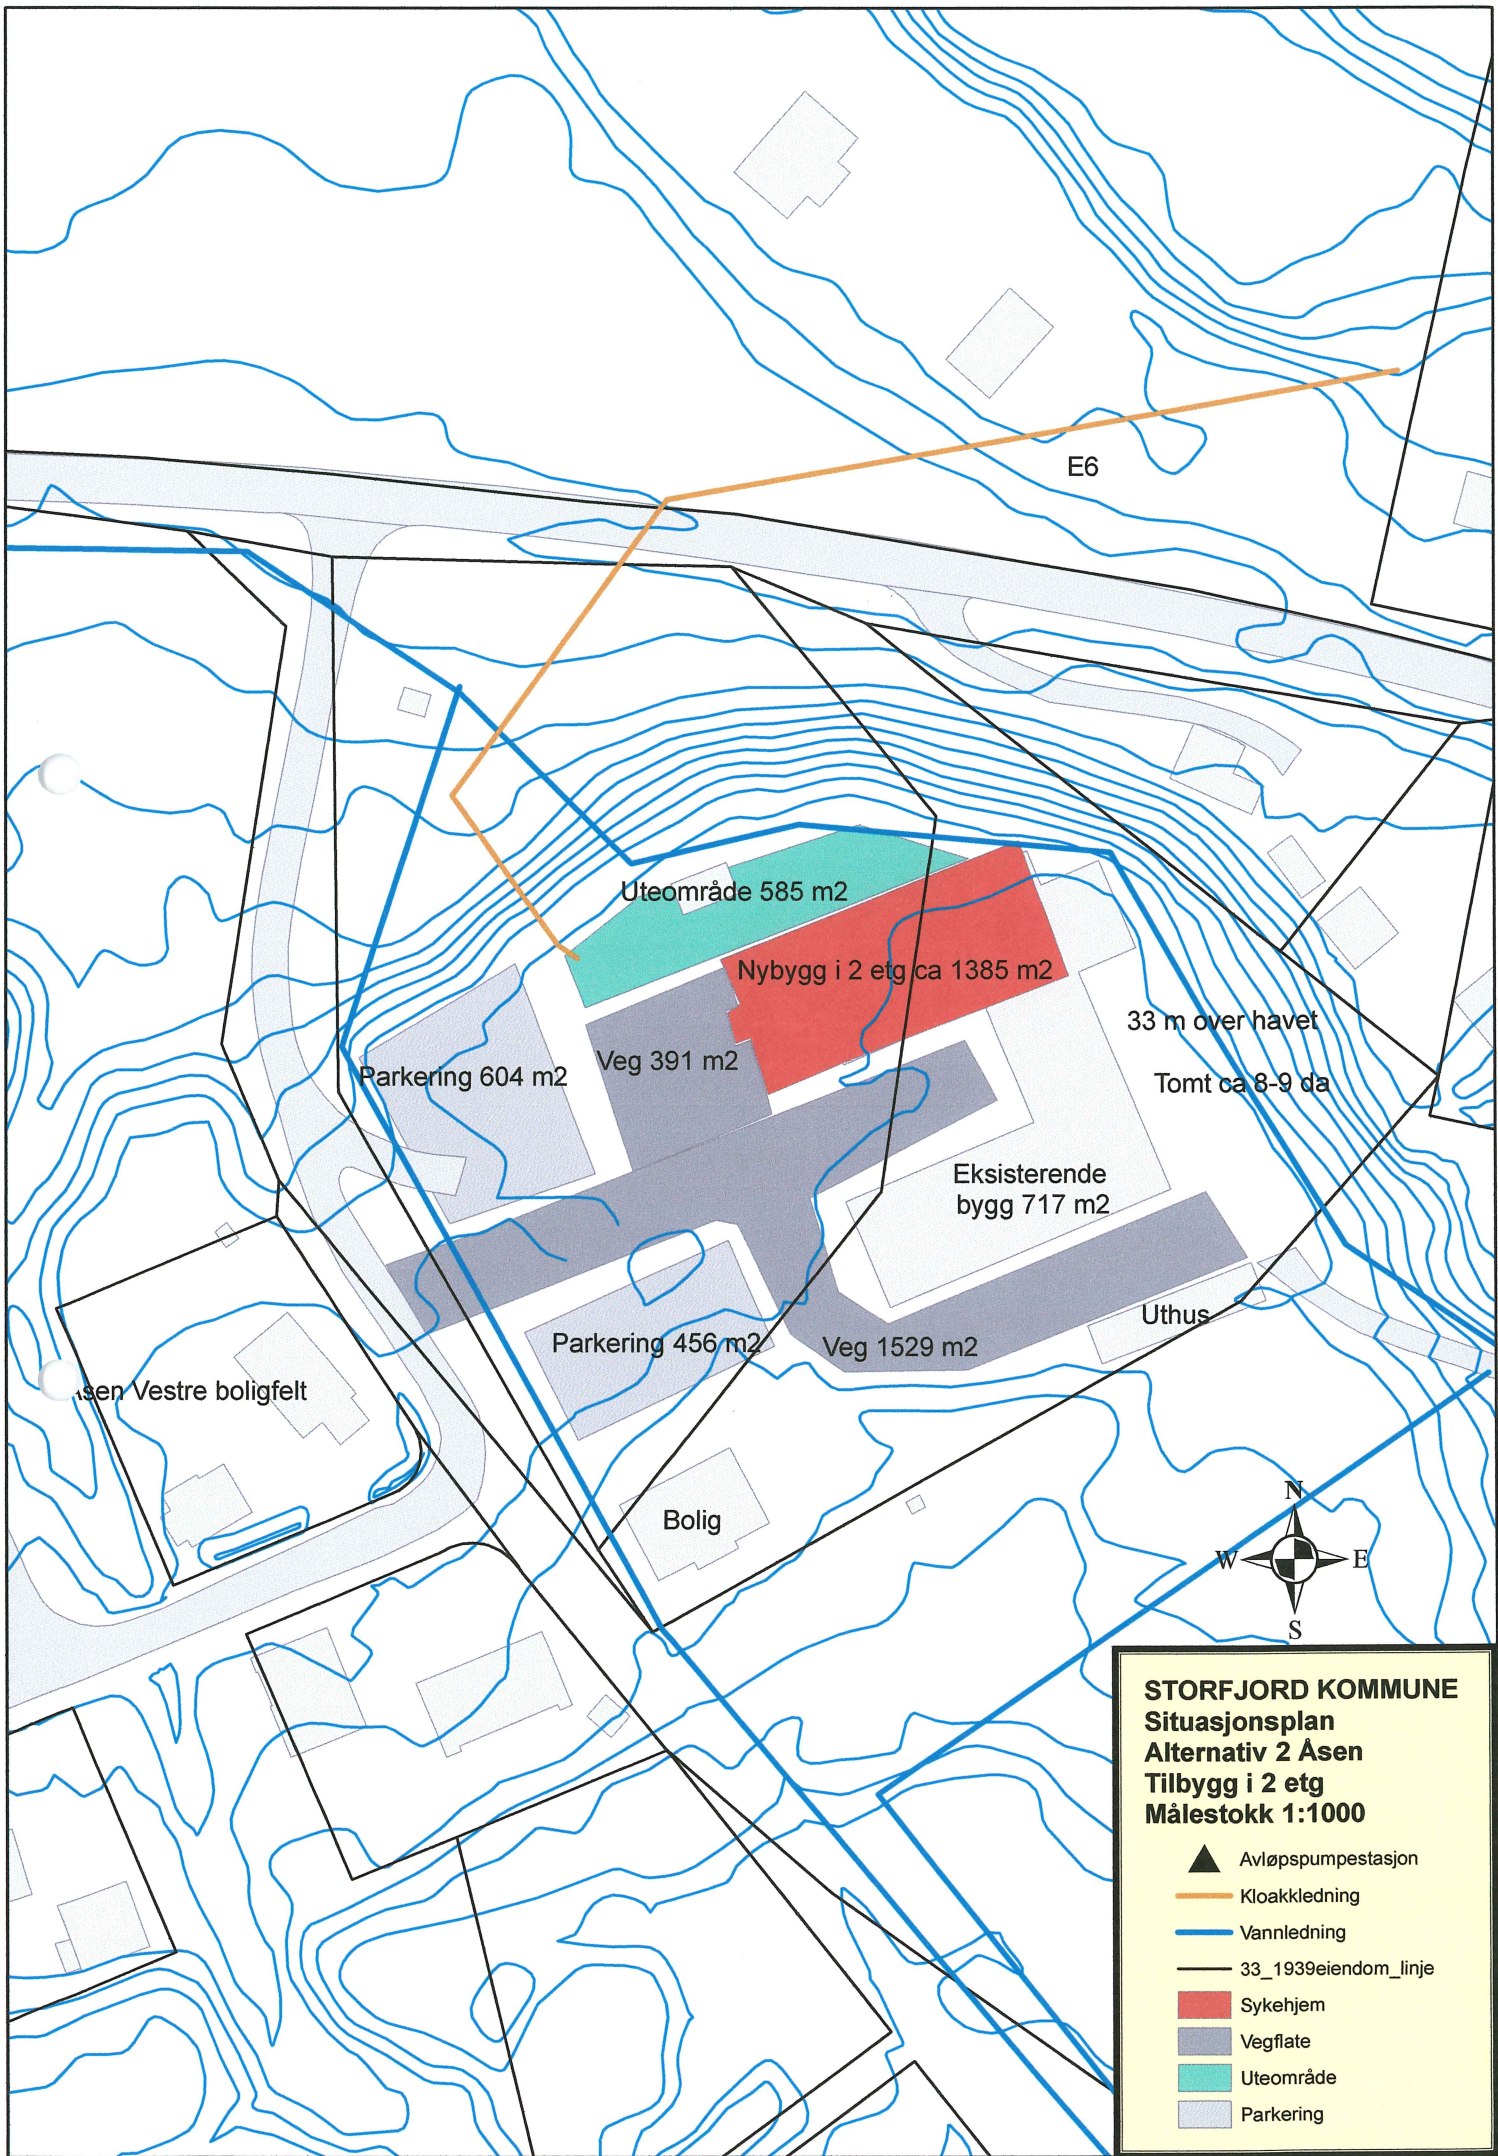 E6
Uteområde 585 m2
Nybygg i 2 etg ca 1385 m2
33 m over havet
Veg 391 m2
Parkering 604 m2
Tomt ca 8-9 da
Eksisterende
bygg 717 m2
Uthus
Parkering 456 m2
Veg 1529 m2
Åsen Vestre boligfelt
Bolig
N
W
E
S
STORFJORD KOMMUNE
Situasjonsplan
Alternativ 2 Åsen
Tilbygg i 2 etg
Målestokk 1:1000
Avløpspumpestasjon
Kloakkledning
Vannledning
33_1939eiendom_linje
Sykehjem
Vegflate
Uteområde
Parkering